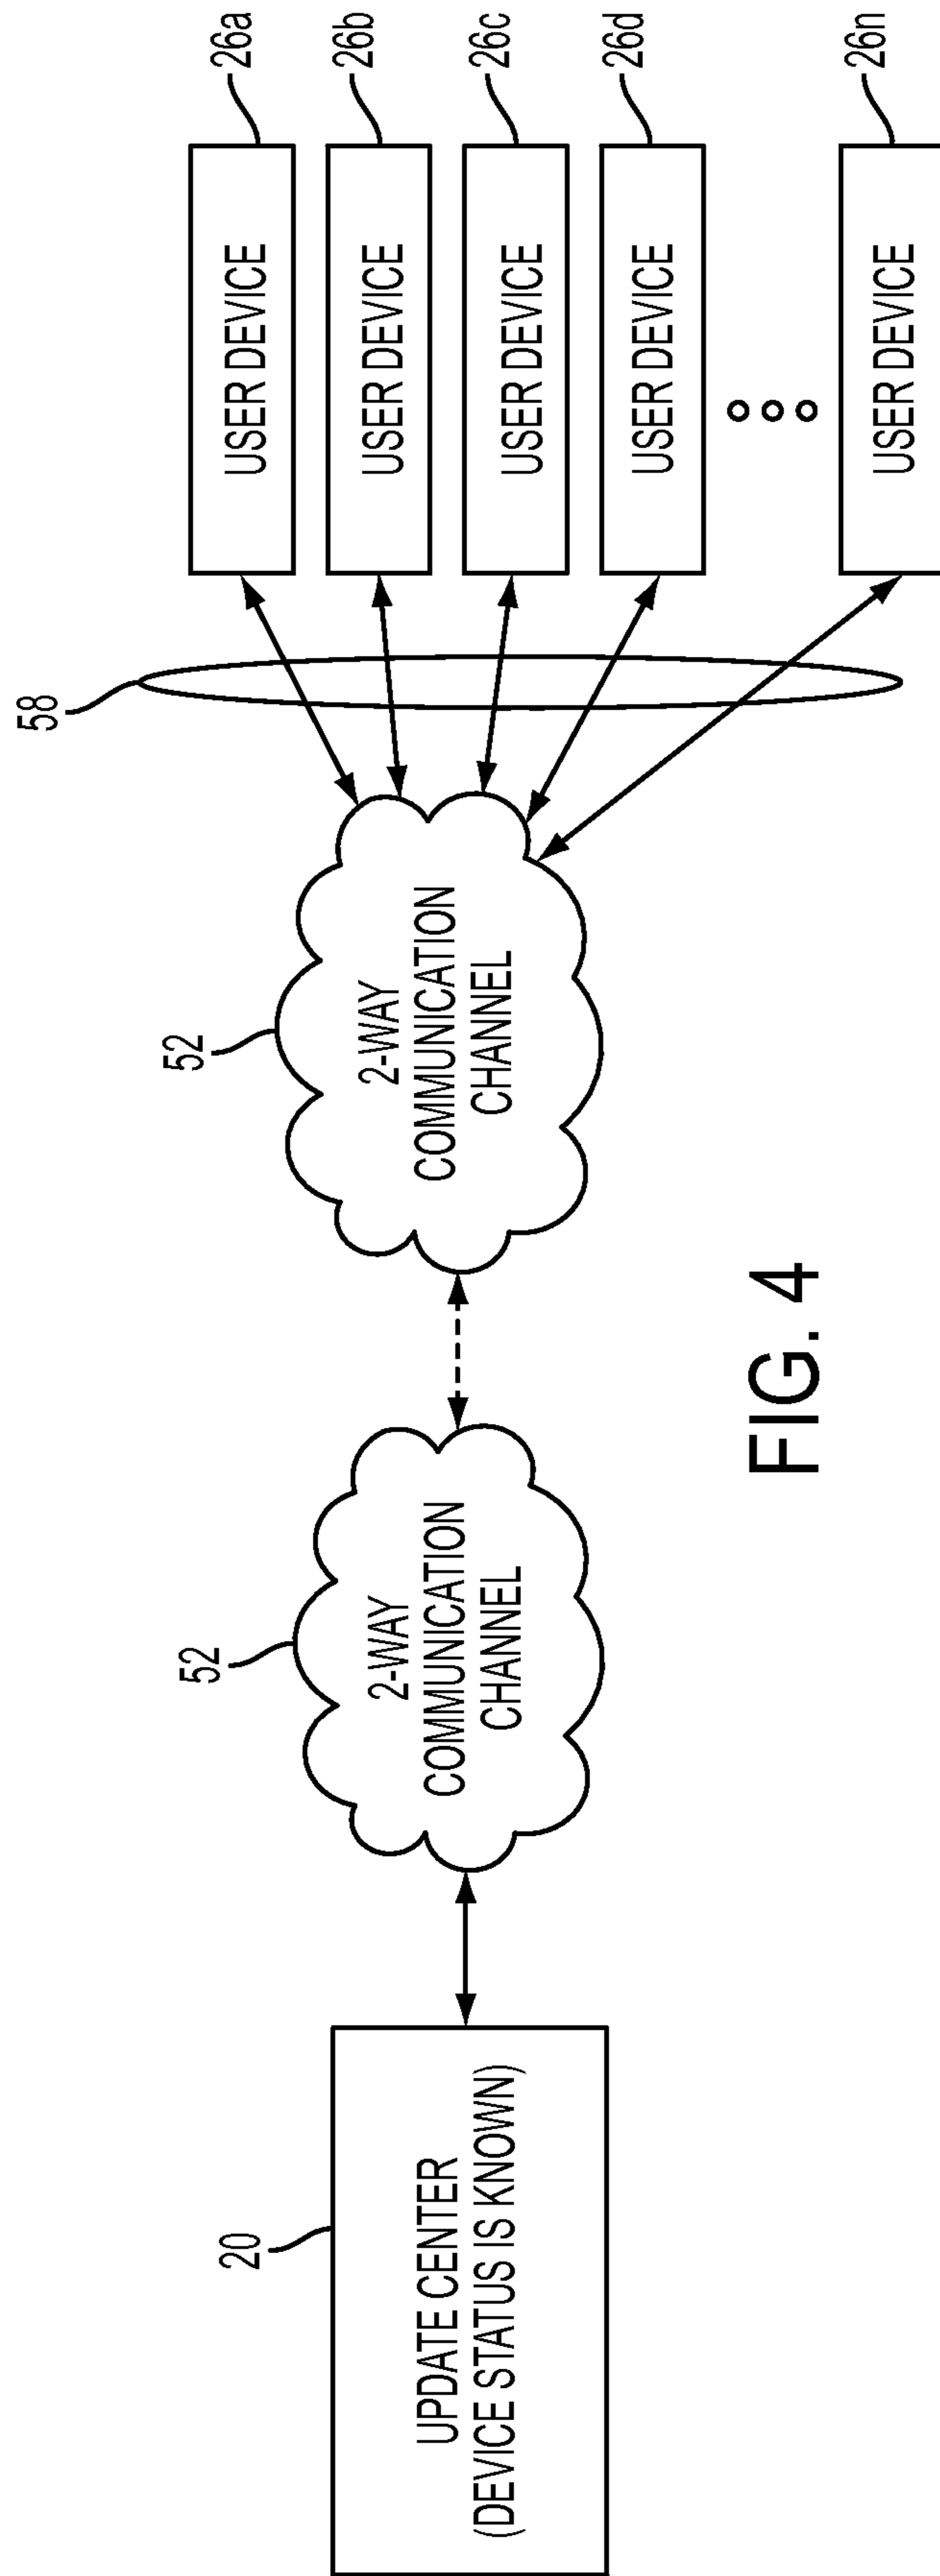 20
UPDATE CENTER
(DEVICE STATUS IS KNOWN)
52
2-WAY
COMMUNICATION
CHANNEL
52
2-WAY
COMMUNICATION
CHANNEL
58
USER DEVICE
26a
USER DEVICE
26b
USER DEVICE
26c
USER DEVICE
26d
USER DEVICE
26n
FIG. 4